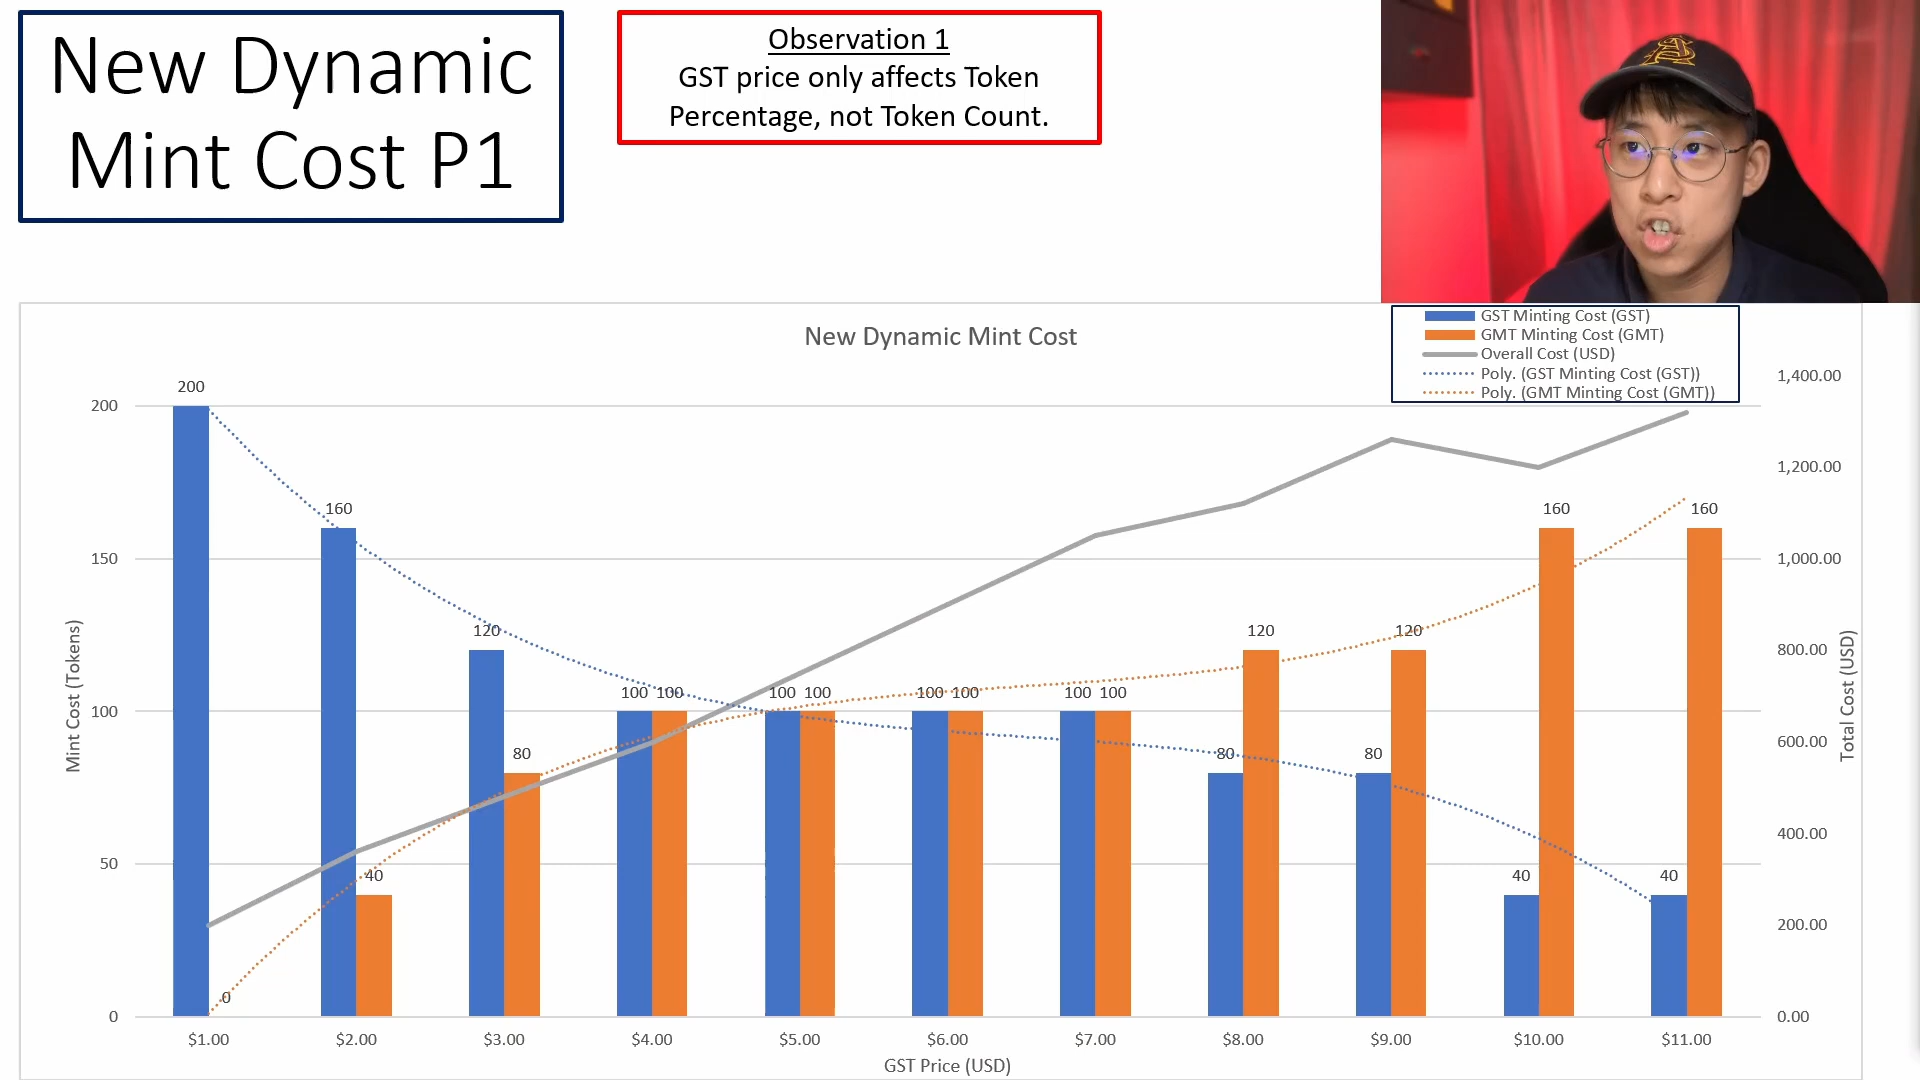 New Dynamic
Mint Cost P1
Observation 1
GST price only affects Token
Percentage, not Token Count.
New Dynamic Mint Cost
GST Minting Cost (GST)
GMT Minting Cost (GMT)
Overall Cost (USD)
Poly. (GST Minting Cost (GST))
Poly. (GMT Minting Cost (GMT))
Mint Cost (Tokens)
200
150
100
50
0
200
0
160
40
120
80
100 100
100 100
100 100
100 100
80
120
80
120
40
160
40
160
1,400.00
1,200.00
1,000.00
800.00
600.00
400.00
200.00
0.00
Total Cost (USD)
$1.00 $2.00 $3.00 $4.00 $5.00 $6.00 $7.00 $8.00 $9.00 $10.00 $11.00
GST Price (USD)